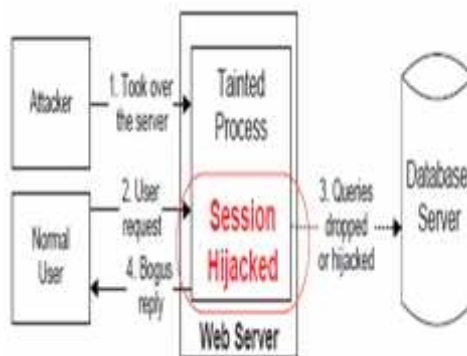 Attacker
1. Took over
the server
Tainted
Process
2. User
request
Session
Hijacked
3. Queries
dropped
or hijacked
Database
Server
Normal
User
4. Bogus
reply
Web Server